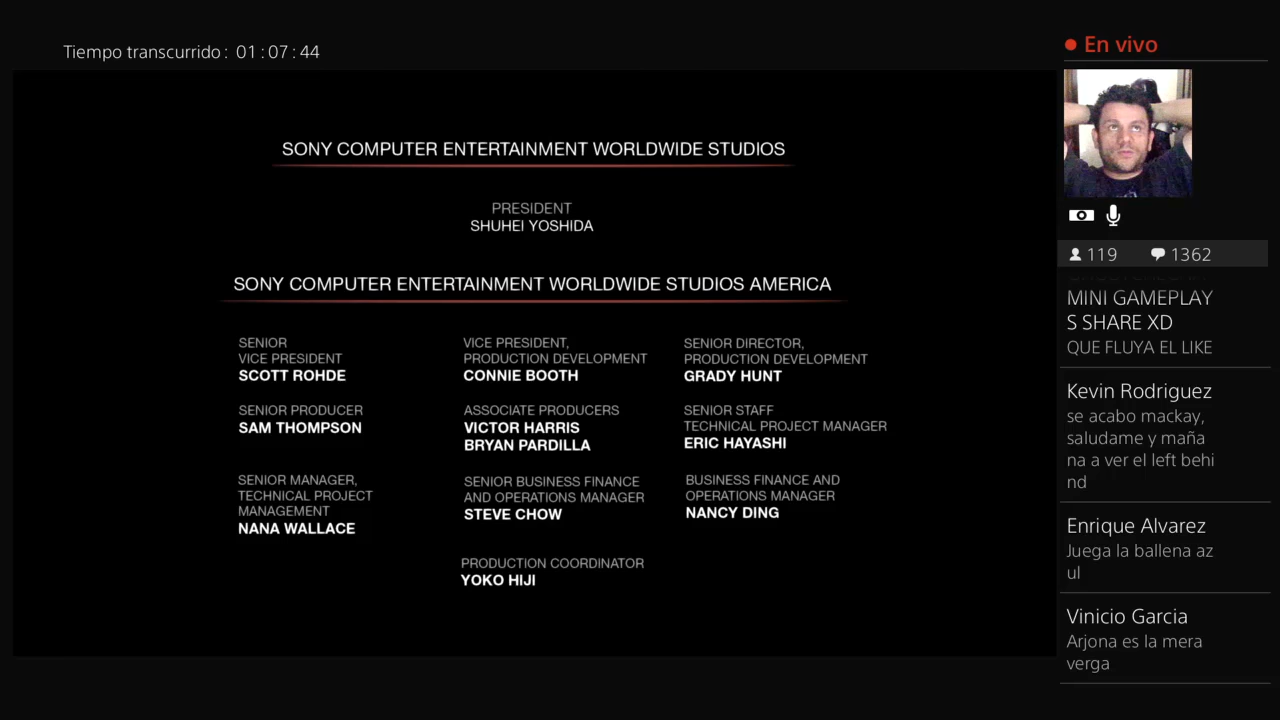 Tiempo transcurrido : 01 : 07 : 44
SONY COMPUTER ENTERTAINMENT WORLDWIDE STUDIOS
PRESIDENT
SHUHEI YOSHIDA
SONY COMPUTER ENTERTAINMENT WORLDWIDE STUDIOS AMERICA
SENIOR
VICE PRESIDENT
SCOTT ROHDE
VICE PRESIDENT,
PRODUCTION DEVELOPMENT
CONNIE BOOTH
SENIOR DIRECTOR,
PRODUCTION DEVELOPMENT
GRADY HUNT
SENIOR PRODUCER
SAM THOMPSON
ASSOCIATE PRODUCERS
VICTOR HARRIS
BRYAN PARDILLA
SENIOR STAFF
TECHNICAL PROJECT MANAGER
ERIC HAYASHI
SENIOR MANAGER,
TECHNICAL PROJECT
MANAGEMENT
NANA WALLACE
SENIOR BUSINESS FINANCE
AND OPERATIONS MANAGER
STEVE CHOW
BUSINESS FINANCE AND
OPERATIONS MANAGER
NANCY DING
PRODUCTION COORDINATOR
YOKO HIJI
En vivo
119
1362
MINI GAMEPLAY
S SHARE XD
QUE FLUYA EL LIKE
Kevin Rodriguez
se acabo mackay,
saludame y maña
na a ver el left behi
nd
Enrique Alvarez
Juega la ballena az
ul
Vinicio Garcia
Arjona es la mera
verga